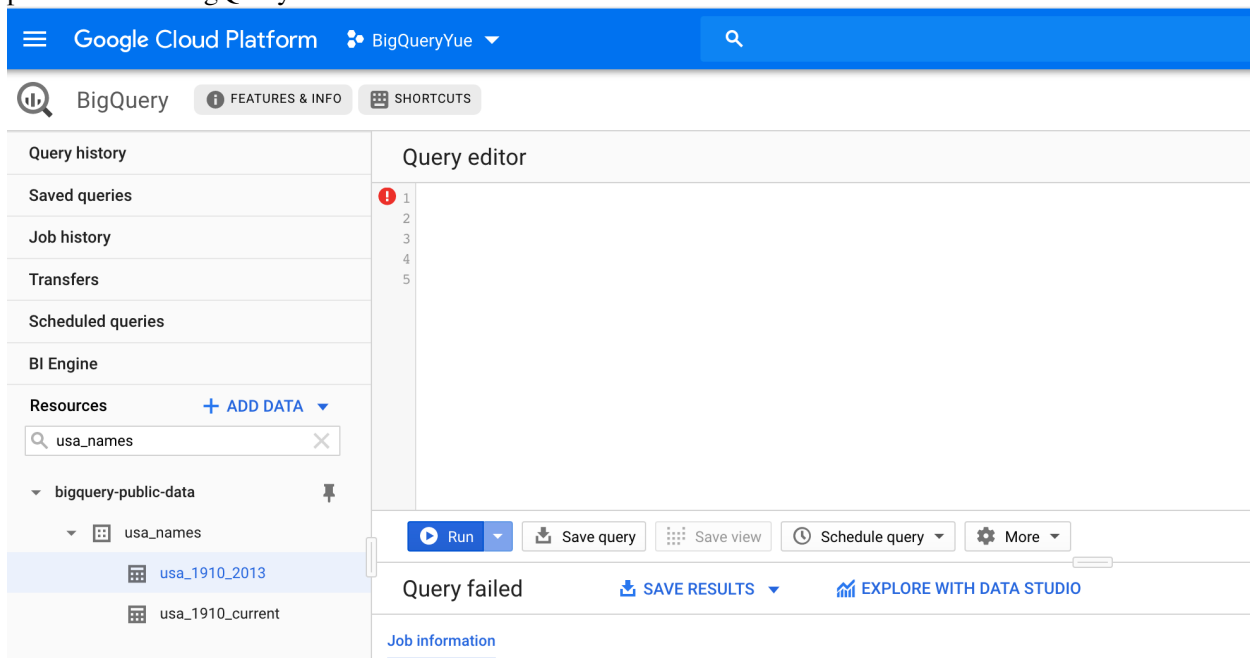 Google Cloud Platform BigQueryYue
BigQuery FEATURES & INFO SHORTCUTS
Query history
Saved queries
Job history
Transfers
Scheduled queries
BI Engine
Resources ADD DATA
usa_names
bigquery-public-data
usa_names
usa_1910_2013
usa_1910_current
Query editor
1
2
3
4
5
Run Save query Save view Schedule query More
Query failed SAVE RESULTS EXPLORE WITH DATA STUDIO
Job information